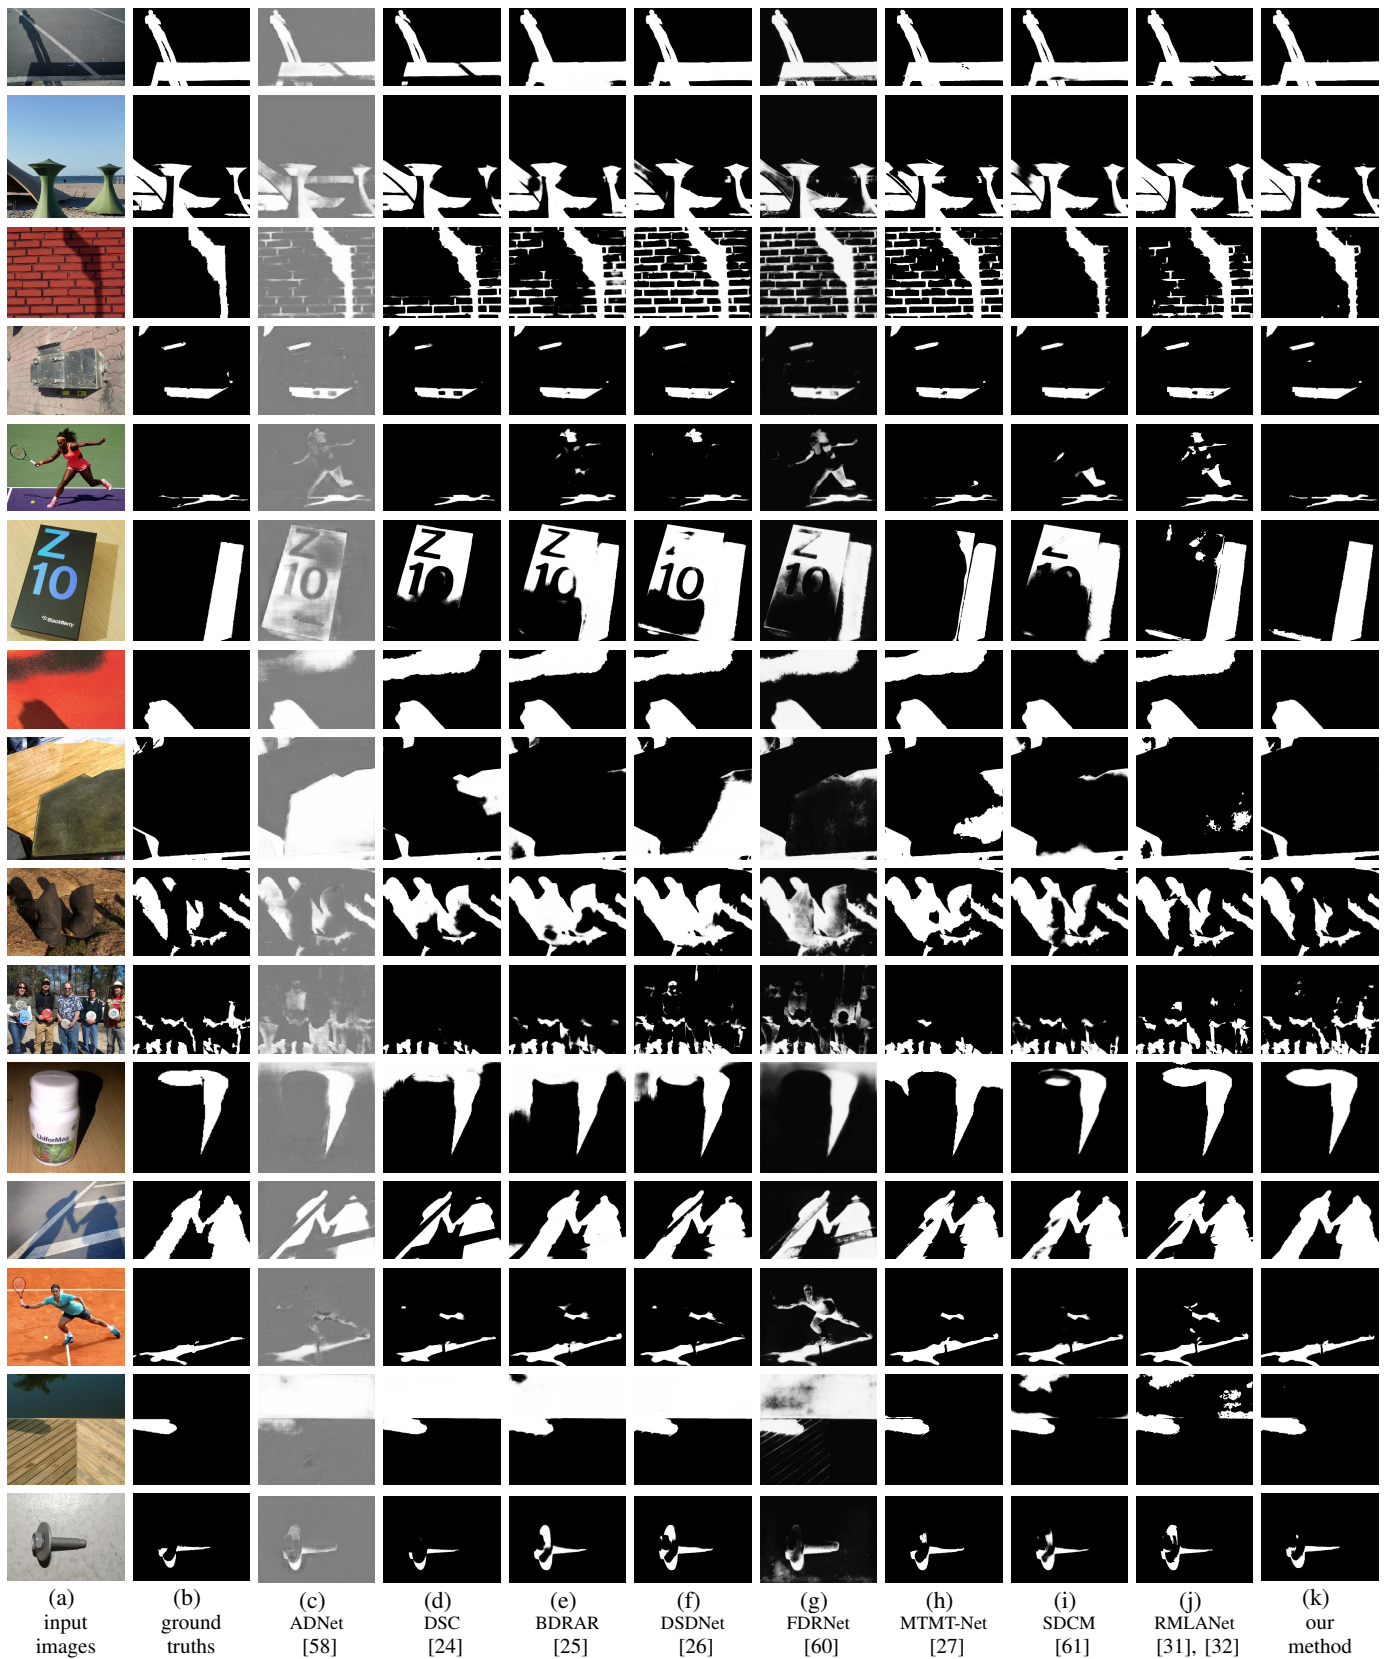 Z
10
BlackBerry
UniforMag
(a) (b) (c) (d) (e) (f) (g) (h) (i) (j) (k)
input ground ADNet DSC BDRAR DSDNet FDRNet MTMT-Net SDCM RMLANet our
images truths [58] [24] [25] [26] [60] [27] [61] [31], [32] method